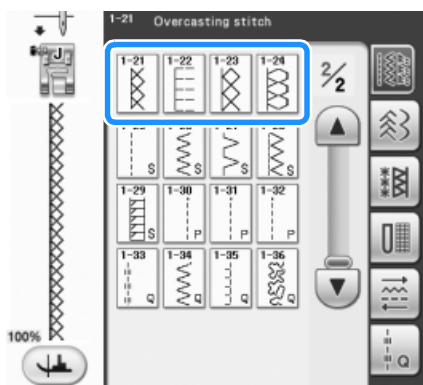 1-21 Overcasting stitch
J
1-21 1-22 1-23 1-24
2/2
S S S S
1-29 1-30 1-31 1-32
S P P P
1-33 1-34 1-35 1-36
Q Q Q Q
Q
100%